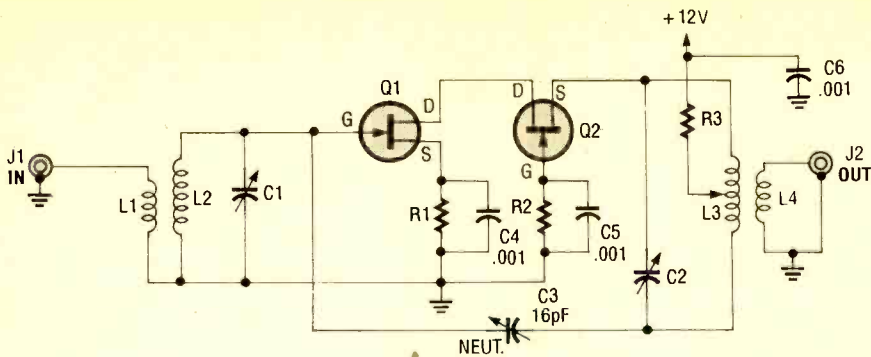 +12V
C6
.001
Q1
D
D
S
G
S
Q2
R3
J1
IN
J2
OUT
G
L1
L2
C1
R1
C4
.001
R2
C5
.001
L3
L4
C2
C3
16pF
NEUT.